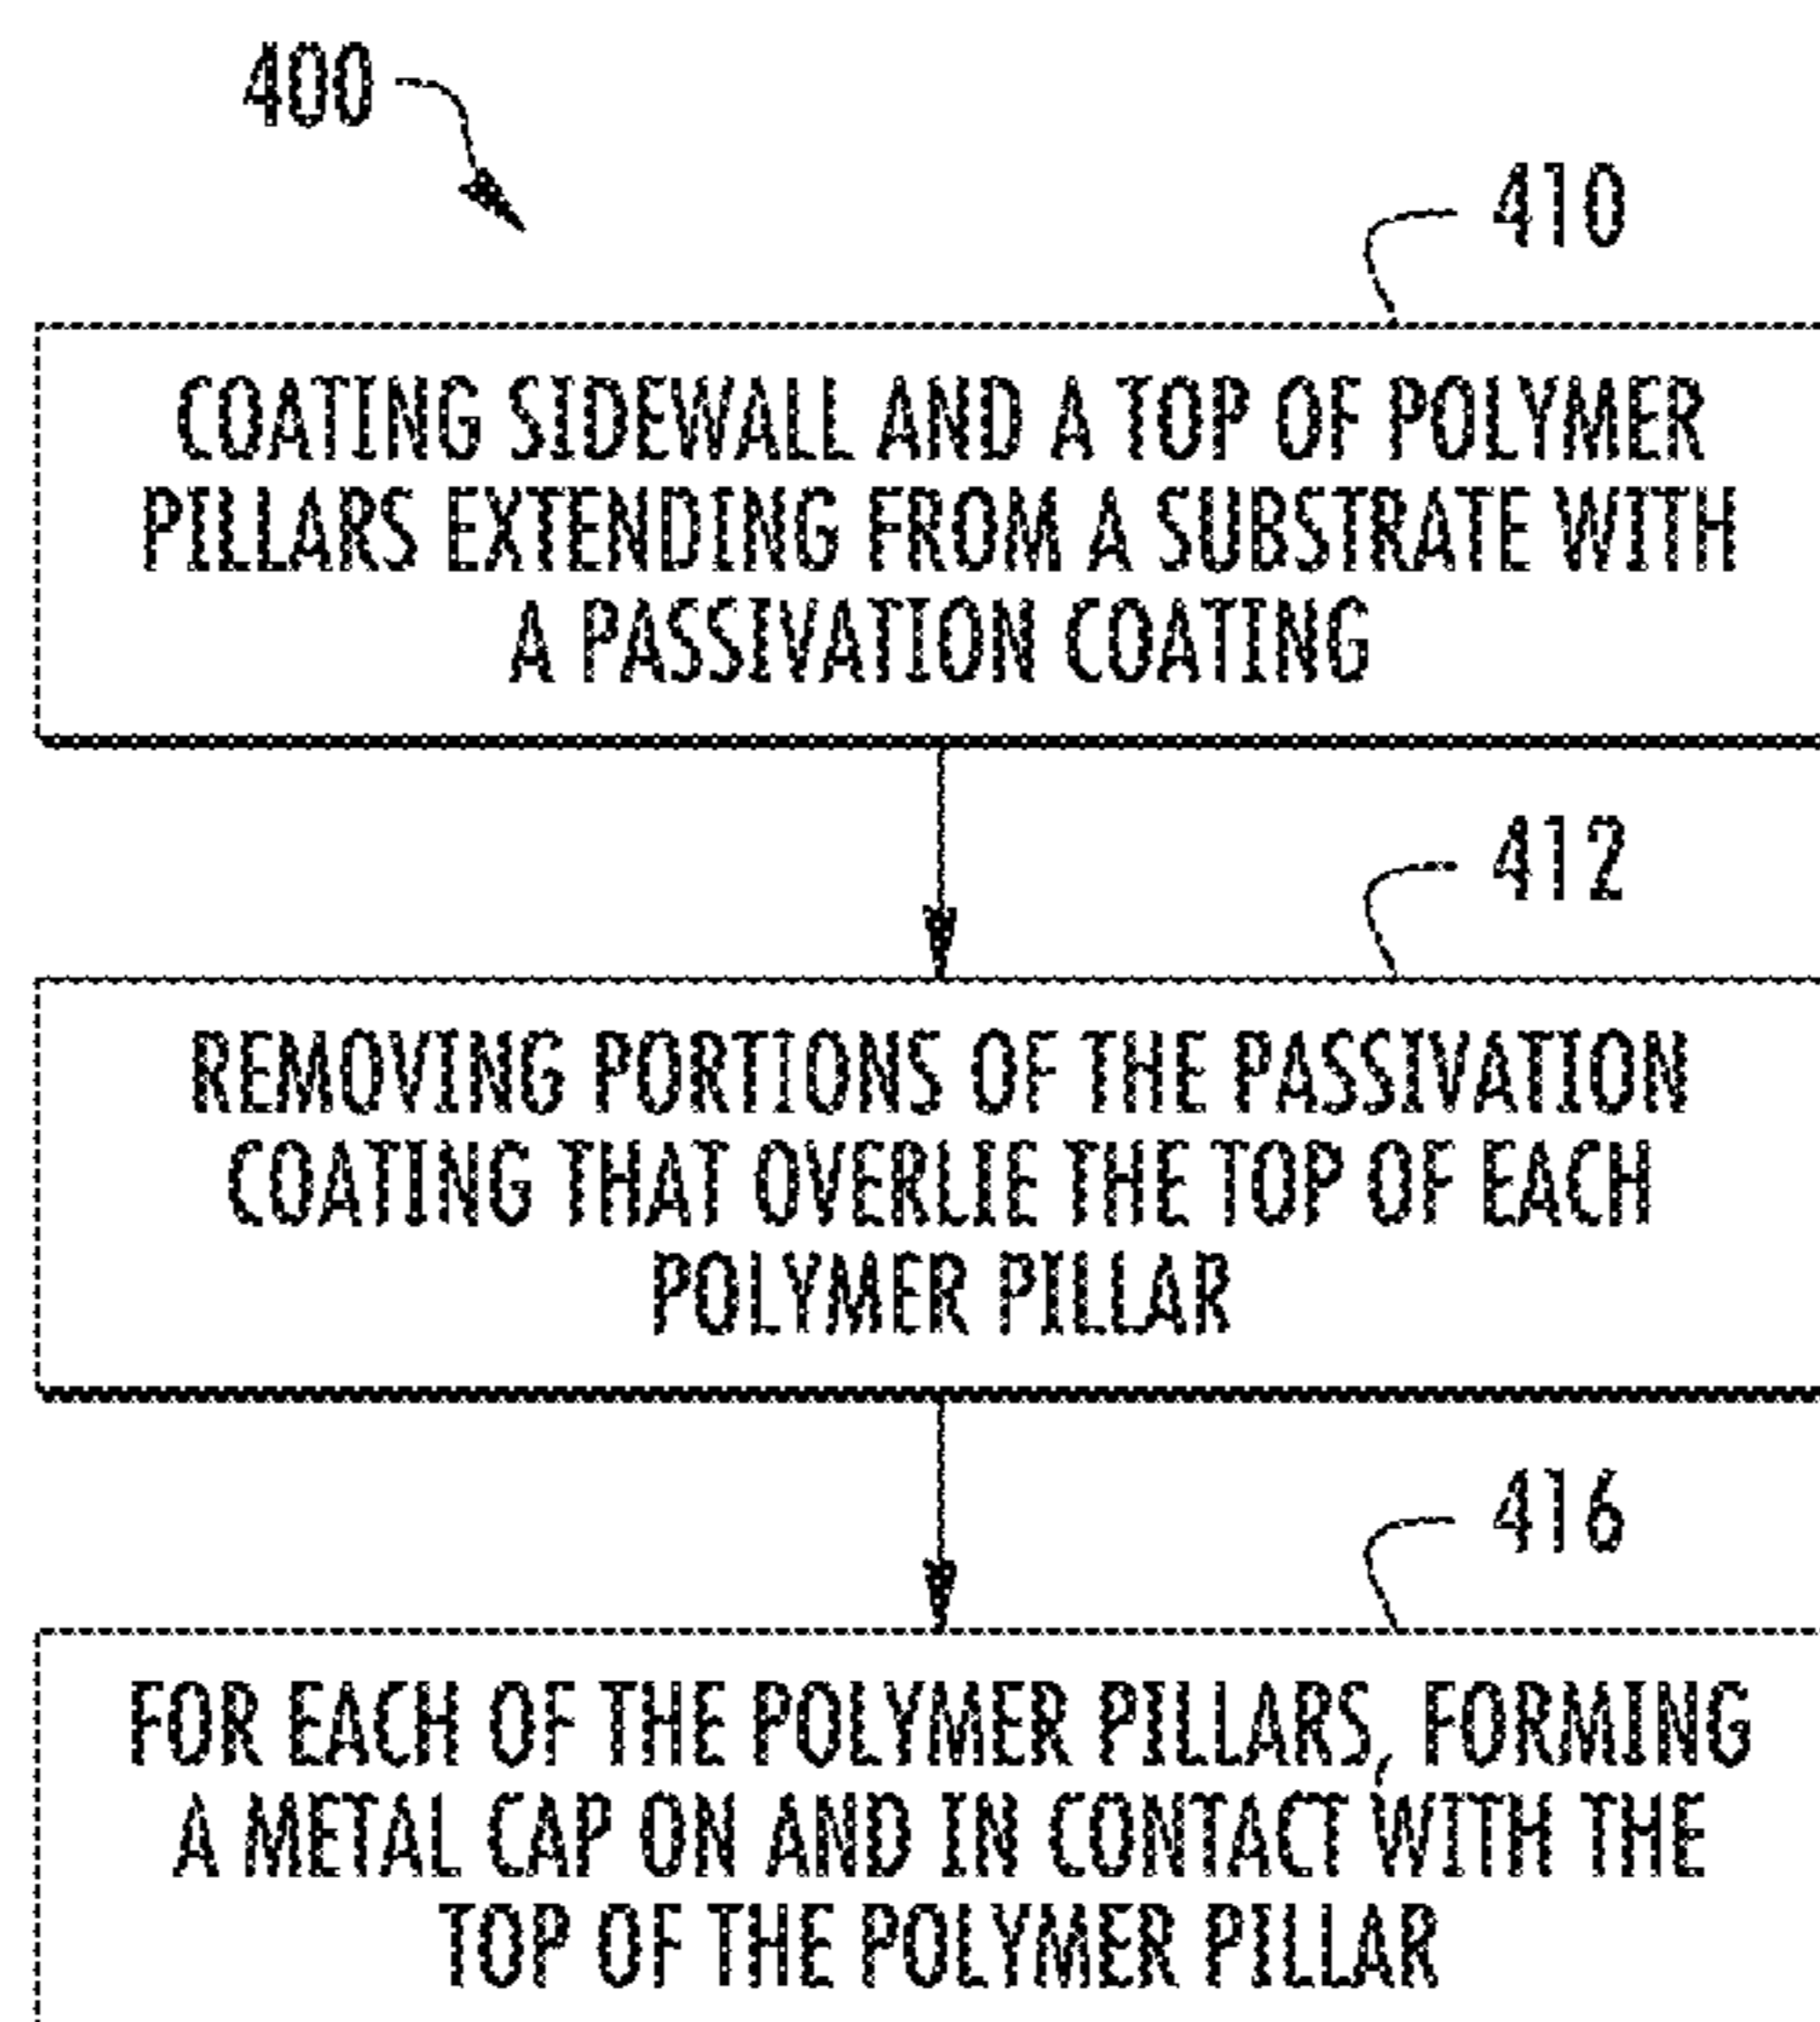 400
410
COATING SIDEWALL AND A TOP OF POLYMER
PILLARS EXTENDING FROM A SUBSTRATE WITH
A PASSIVATION COATING
412
REMOVING PORTIONS OF THE PASSIVATION
COATING THAT OVERLIE THE TOP OF EACH
POLYMER PILLAR
416
FOR EACH OF THE POLYMER PILLARS, FORMING
A METAL CAP ON AND IN CONTACT WITH THE
TOP OF THE POLYMER PILLAR